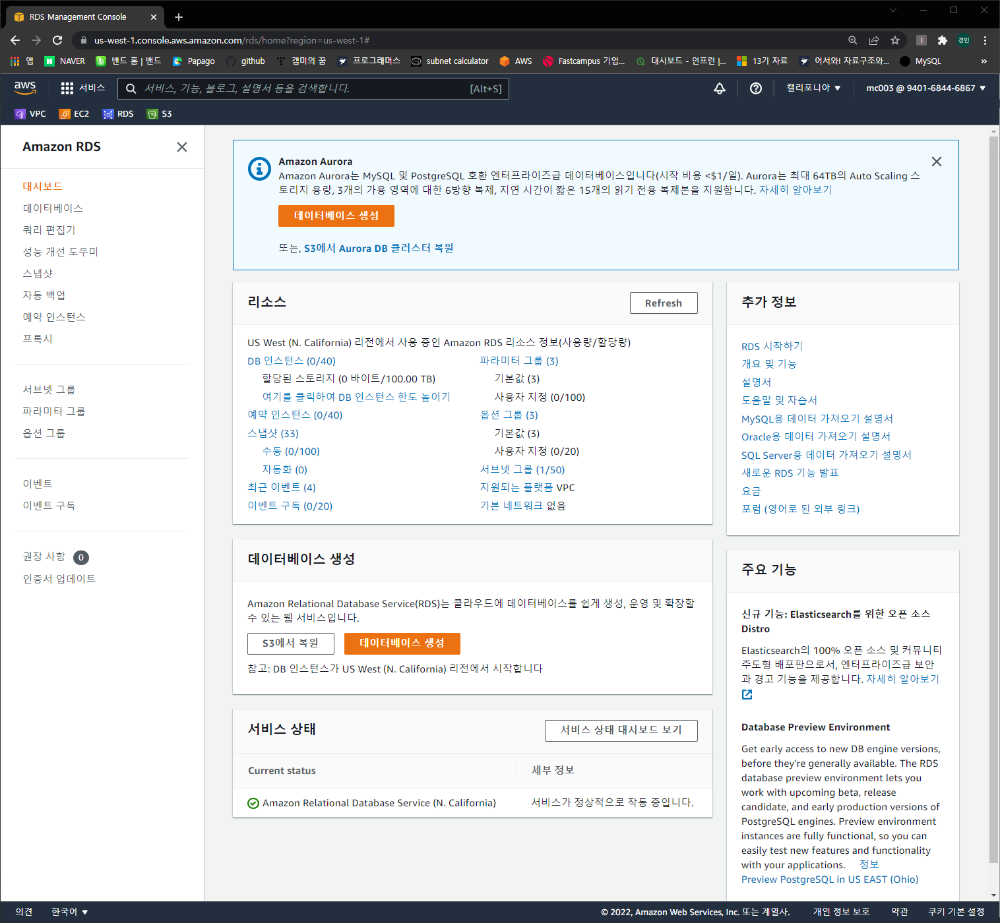 RDS Management Console
us-west-1.console.aws.amazon.com/rds/home?region=us-west-1#
경민
앱 NAVER 밴드 홈 | 밴드 Papago github 캠미의 꿈 프로그래머스 subnet calculator AWS Fastcampus 기업... 대시보드 - 인프런 |... 13기 자료 어서와! 자료구조와... MySQL »
aws 서비스 서비스, 기능, 블로그, 설명서 등을 검색합니다. [Alt+S] 캘리포니아 ▼ mc003 @ 9401-6844-6867 ▼
VPC EC2 RDS S3
Amazon RDS
대시보드
데이터베이스
쿼리 편집기
성능 개선 도우미
스냅샷
자동 백업
예약 인스턴스
프록시
서브넷 그룹
파라미터 그룹
옵션 그룹
이벤트
이벤트 구독
권장 사항 0
인증서 업데이트
Amazon Aurora
Amazon Aurora는 MySQL 및 PostgreSQL 호환 엔터프라이즈급 데이터베이스입니다(시작 비용 <$1/일). Aurora는 최대 64TB의 Auto Scaling 스
토리지 용량, 3개의 가용 영역에 대한 6방향 복제, 지연 시간이 짧은 15개의 읽기 전용 복제본을 지원합니다. 자세히 알아보기
데이터베이스 생성
또는, S3에서 Aurora DB 클러스터 복원
리소스
Refresh
US West (N. California) 리전에서 사용 중인 Amazon RDS 리소스 정보(사용량/할당량)
DB 인스턴스 (0/40)
할당된 스토리지 (0 바이트/100.00 TB)
여기를 클릭하여 DB 인스턴스 한도 높이기
예약 인스턴스 (0/40)
스냅샷 (33)
수동 (0/100)
자동화 (0)
최근 이벤트 (4)
이벤트 구독 (0/20)
파라미터 그룹 (3)
기본값 (3)
사용자 지정 (0/100)
옵션 그룹 (3)
기본값 (3)
사용자 지정 (0/20)
서브넷 그룹 (1/50)
지원되는 플랫폼 VPC
기본 네트워크 없음
데이터베이스 생성
Amazon Relational Database Service(RDS)는 클라우드에 데이터베이스를 쉽게 생성, 운영 및 확장할
수 있는 웹 서비스입니다.
S3에서 복원 데이터베이스 생성
참고: DB 인스턴스가 US West (N. California) 리전에서 시작합니다
서비스 상태
서비스 상태 대시보드 보기
Current status 세부 정보
Amazon Relational Database Service (N. California) 서비스가 정상적으로 작동 중입니다.
추가 정보
RDS 시작하기
개요 및 기능
설명서
도움말 및 자습서
MySQL용 데이터 가져오기 설명서
Oracle용 데이터 가져오기 설명서
SQL Server용 데이터 가져오기 설명서
새로운 RDS 기능 발표
요금
포럼 (영어로 된 외부 링크)
주요 기능
신규 기능: Elasticsearch를 위한 오픈 소스
Distro
Elasticsearch의 100% 오픈 소스 및 커뮤니티
주도형 배포판으로서, 엔터프라이즈급 보안
과 경고 기능을 제공합니다. 자세히 알아보기
Database Preview Environment
Get early access to new DB engine versions,
before they're generally available. The RDS
database preview environment lets you
work with upcoming beta, release
candidate, and early production versions of
PostgreSQL engines. Preview environment
instances are fully functional, so you can
easily test new features and functionality
with your applications. 정보
Preview PostgreSQL in US EAST (Ohio)
의견 한국어 ▼ © 2022, Amazon Web Services, Inc. 또는 계열사. 개인 정보 보호 약관 쿠키 기본 설정